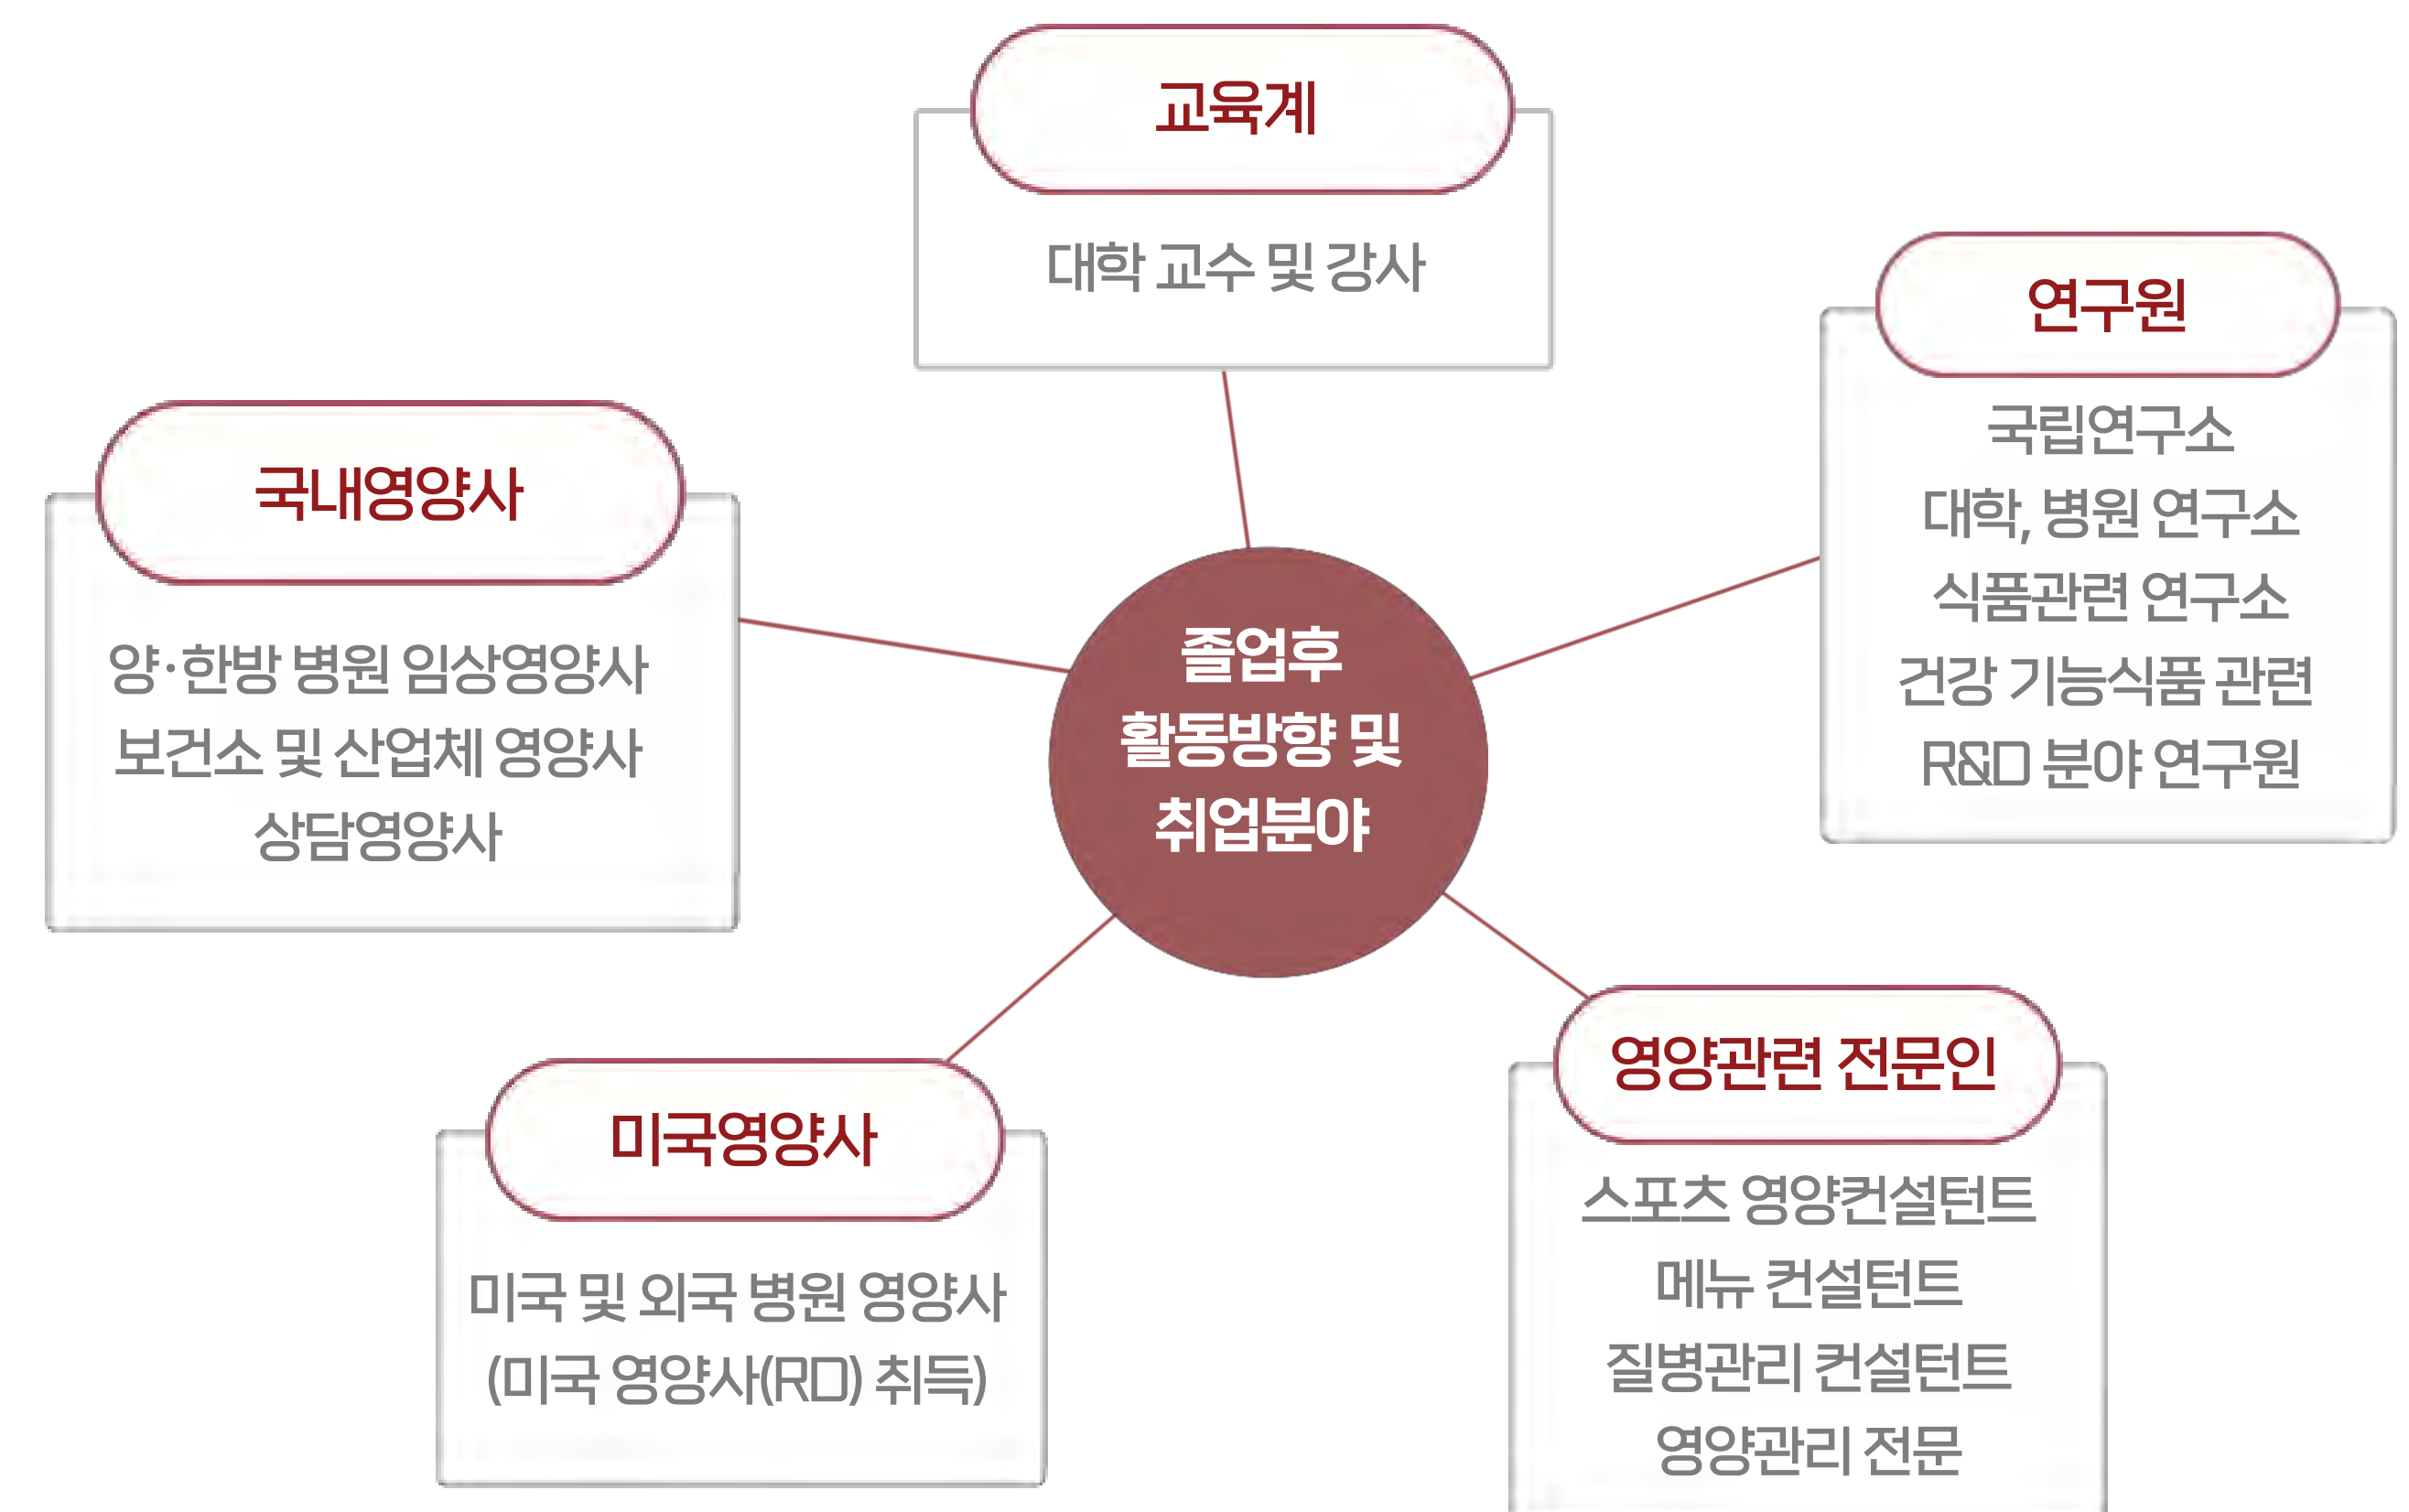 교육계
대학 교수 및 강사
연구원
국립연구소
대학, 병원 연구소
식품관련 연구소
건강 기능식품 관련
R&D 분야 연구원
국내영양사
양·한방 병원 임상영양사
보건소 및 산업체 영양사
상담영양사
졸업후
활동방향 및
취업분야
미국영양사
미국 및 외국 병원 영양사
(미국 영양사(RD) 취득)
영양관련 전문인
스포츠 영양컨설턴트
메뉴 컨설턴트
질병관리 컨설턴트
영양관리 전문